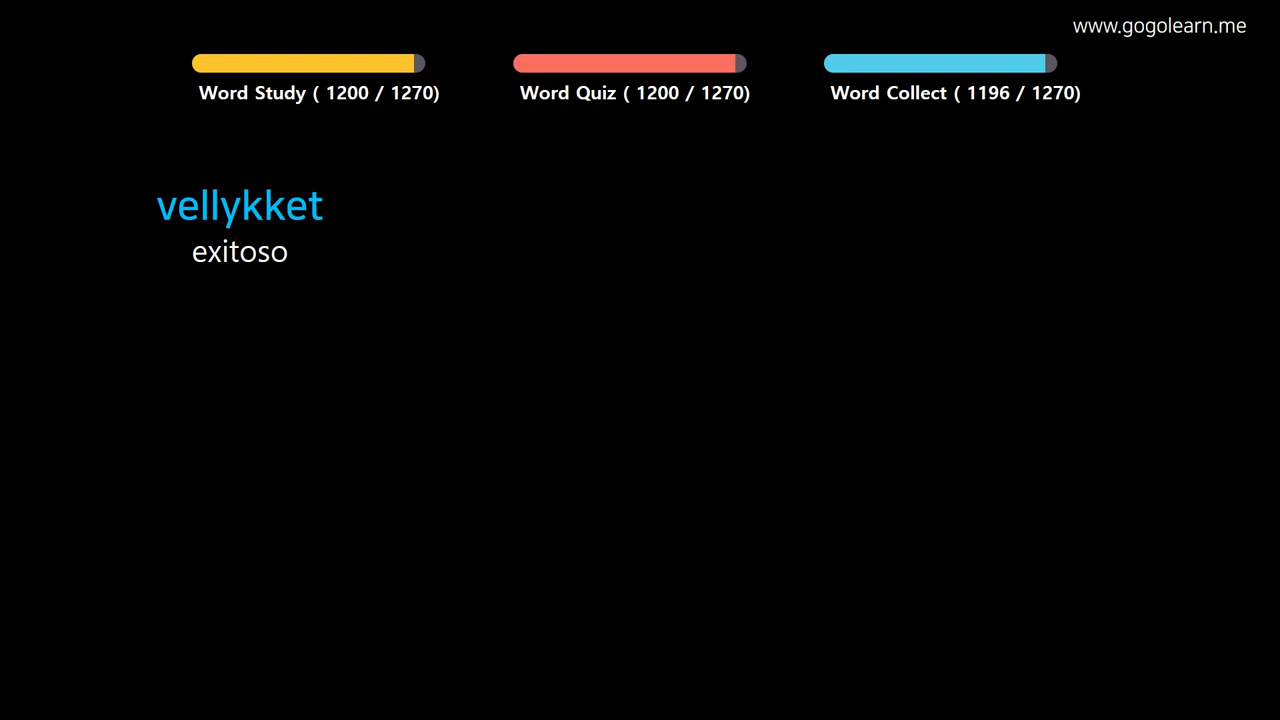 www.gogolearn.me
Word Study ( 1200 / 1270)
Word Quiz ( 1200 / 1270)
Word Collect ( 1196 / 1270)
vellykket
exitoso